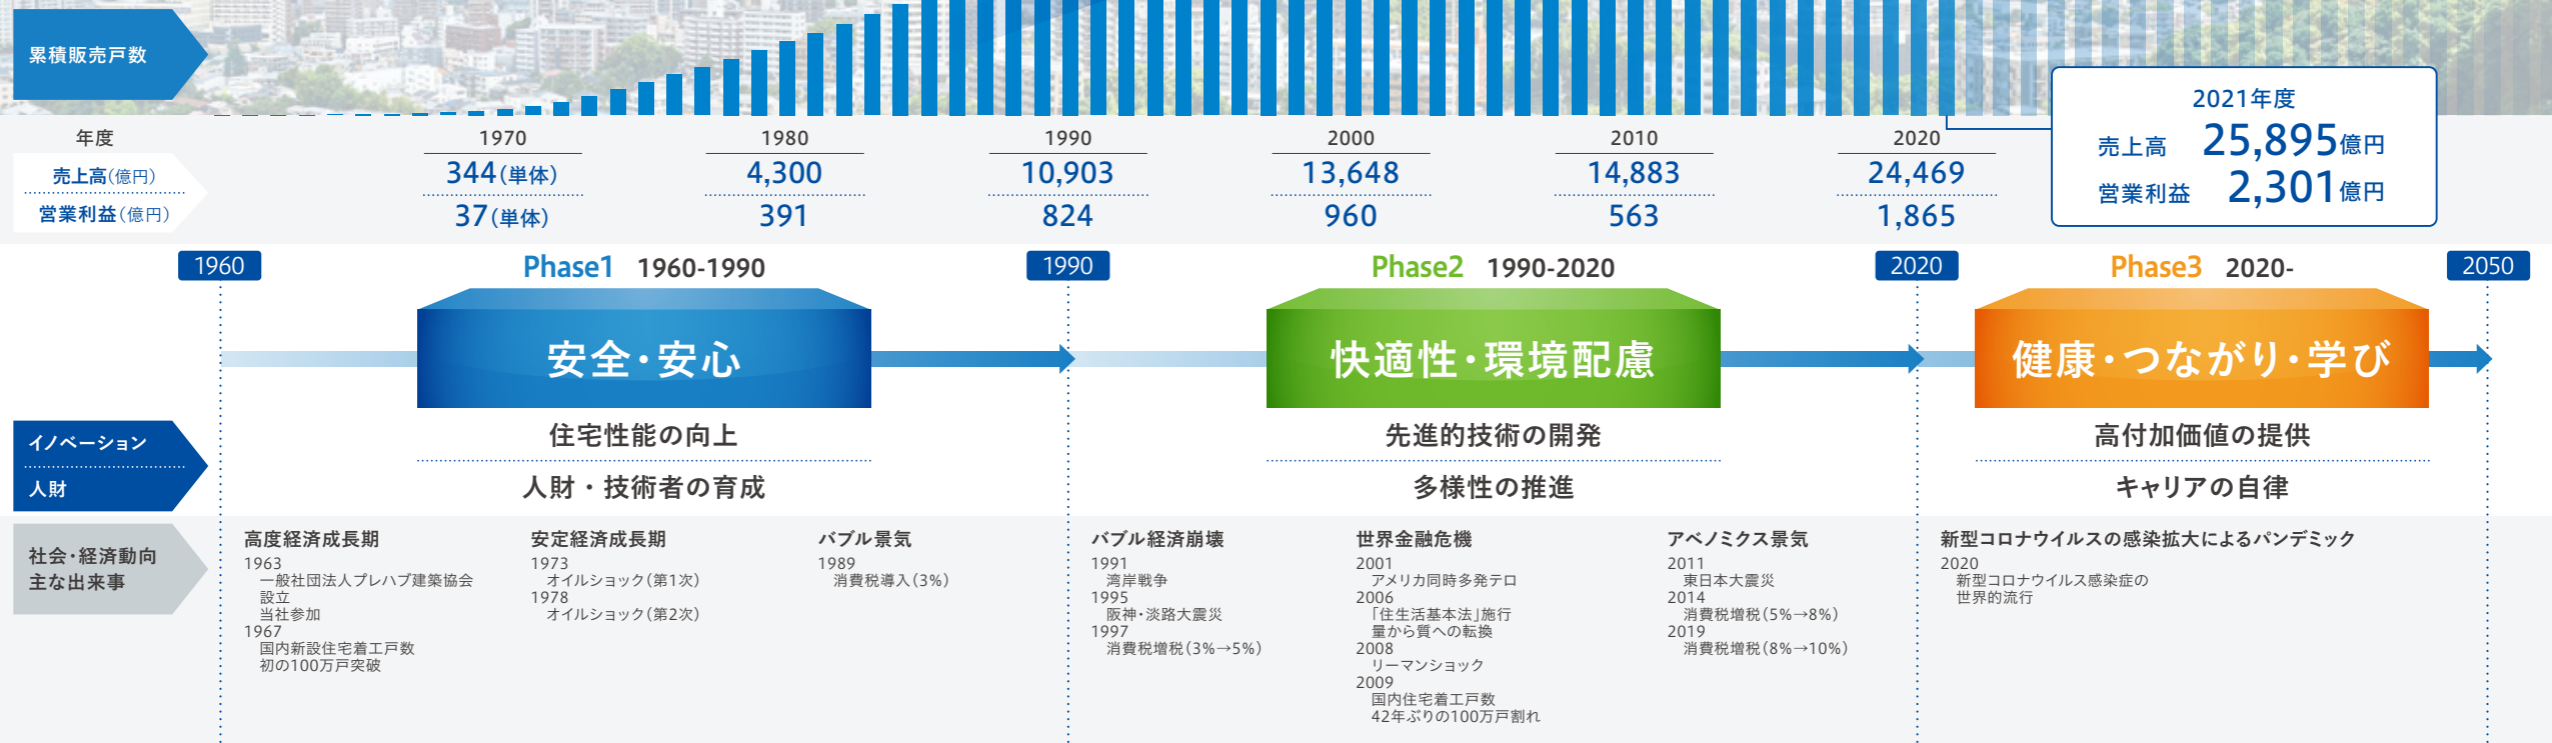 累積販売戸数
2021年度
売上高 25,895億円
営業利益 2,301億円
年度 1970 1980 1990 2000 2010 2020
売上高(億円) 344(単体) 4,300 10,903 13,648 14,883 24,469
営業利益(億円) 37(単体) 391 824 960 563 1,865
1960 Phase1 1960-1990 1990 Phase2 1990-2020 2020 Phase3 2020- 2050
安全・安心 快適性・環境配慮 健康・つながり・学び
イノベーション 住宅性能の向上 先進的技術の開発 高付加価値の提供
人財 人財・技術者の育成 多様性の推進 キャリアの自律
社会・経済動向
主な出来事
高度経済成長期
1963
一般社団法人プレハブ建築協会
設立
当社参加
1967
国内新設住宅着工戸数
初の100万戸突破
安定経済成長期
1973
オイルショック(第1次)
1978
オイルショック(第2次)
バブル景気
1989
消費税導入(3%)
バブル経済崩壊
1991
湾岸戦争
1995
阪神・淡路大震災
1997
消費税増税(3%→5%)
世界金融危機
2001
アメリカ同時多発テロ
2006
「住生活基本法」施行
量から質への転換
2008
リーマンショック
2009
国内住宅着工戸数
42年ぶりの100万戸割れ
アベノミクス景気
2011
東日本大震災
2014
消費税増税(5%→8%)
2019
消費税増税(8%→10%)
新型コロナウイルスの感染拡大によるパンデミック
2020
新型コロナウイルス感染症の
世界的流行